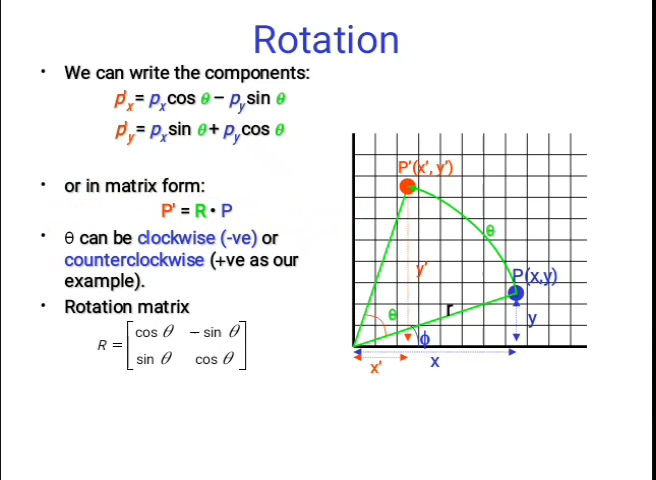 Rotation
• We can write the components:
p'x = px cos θ – py sin θ
p'y = px sin θ + py cos θ
• or in matrix form:
P' = R • P
• θ can be clockwise (-ve) or
counterclockwise (+ve as our
example).
• Rotation matrix
R = [cos θ – sin θ
sin θ cos θ]
P'(x', y')
θ
y'
P(x,y)
θ
r
y
ϕ
x'
x